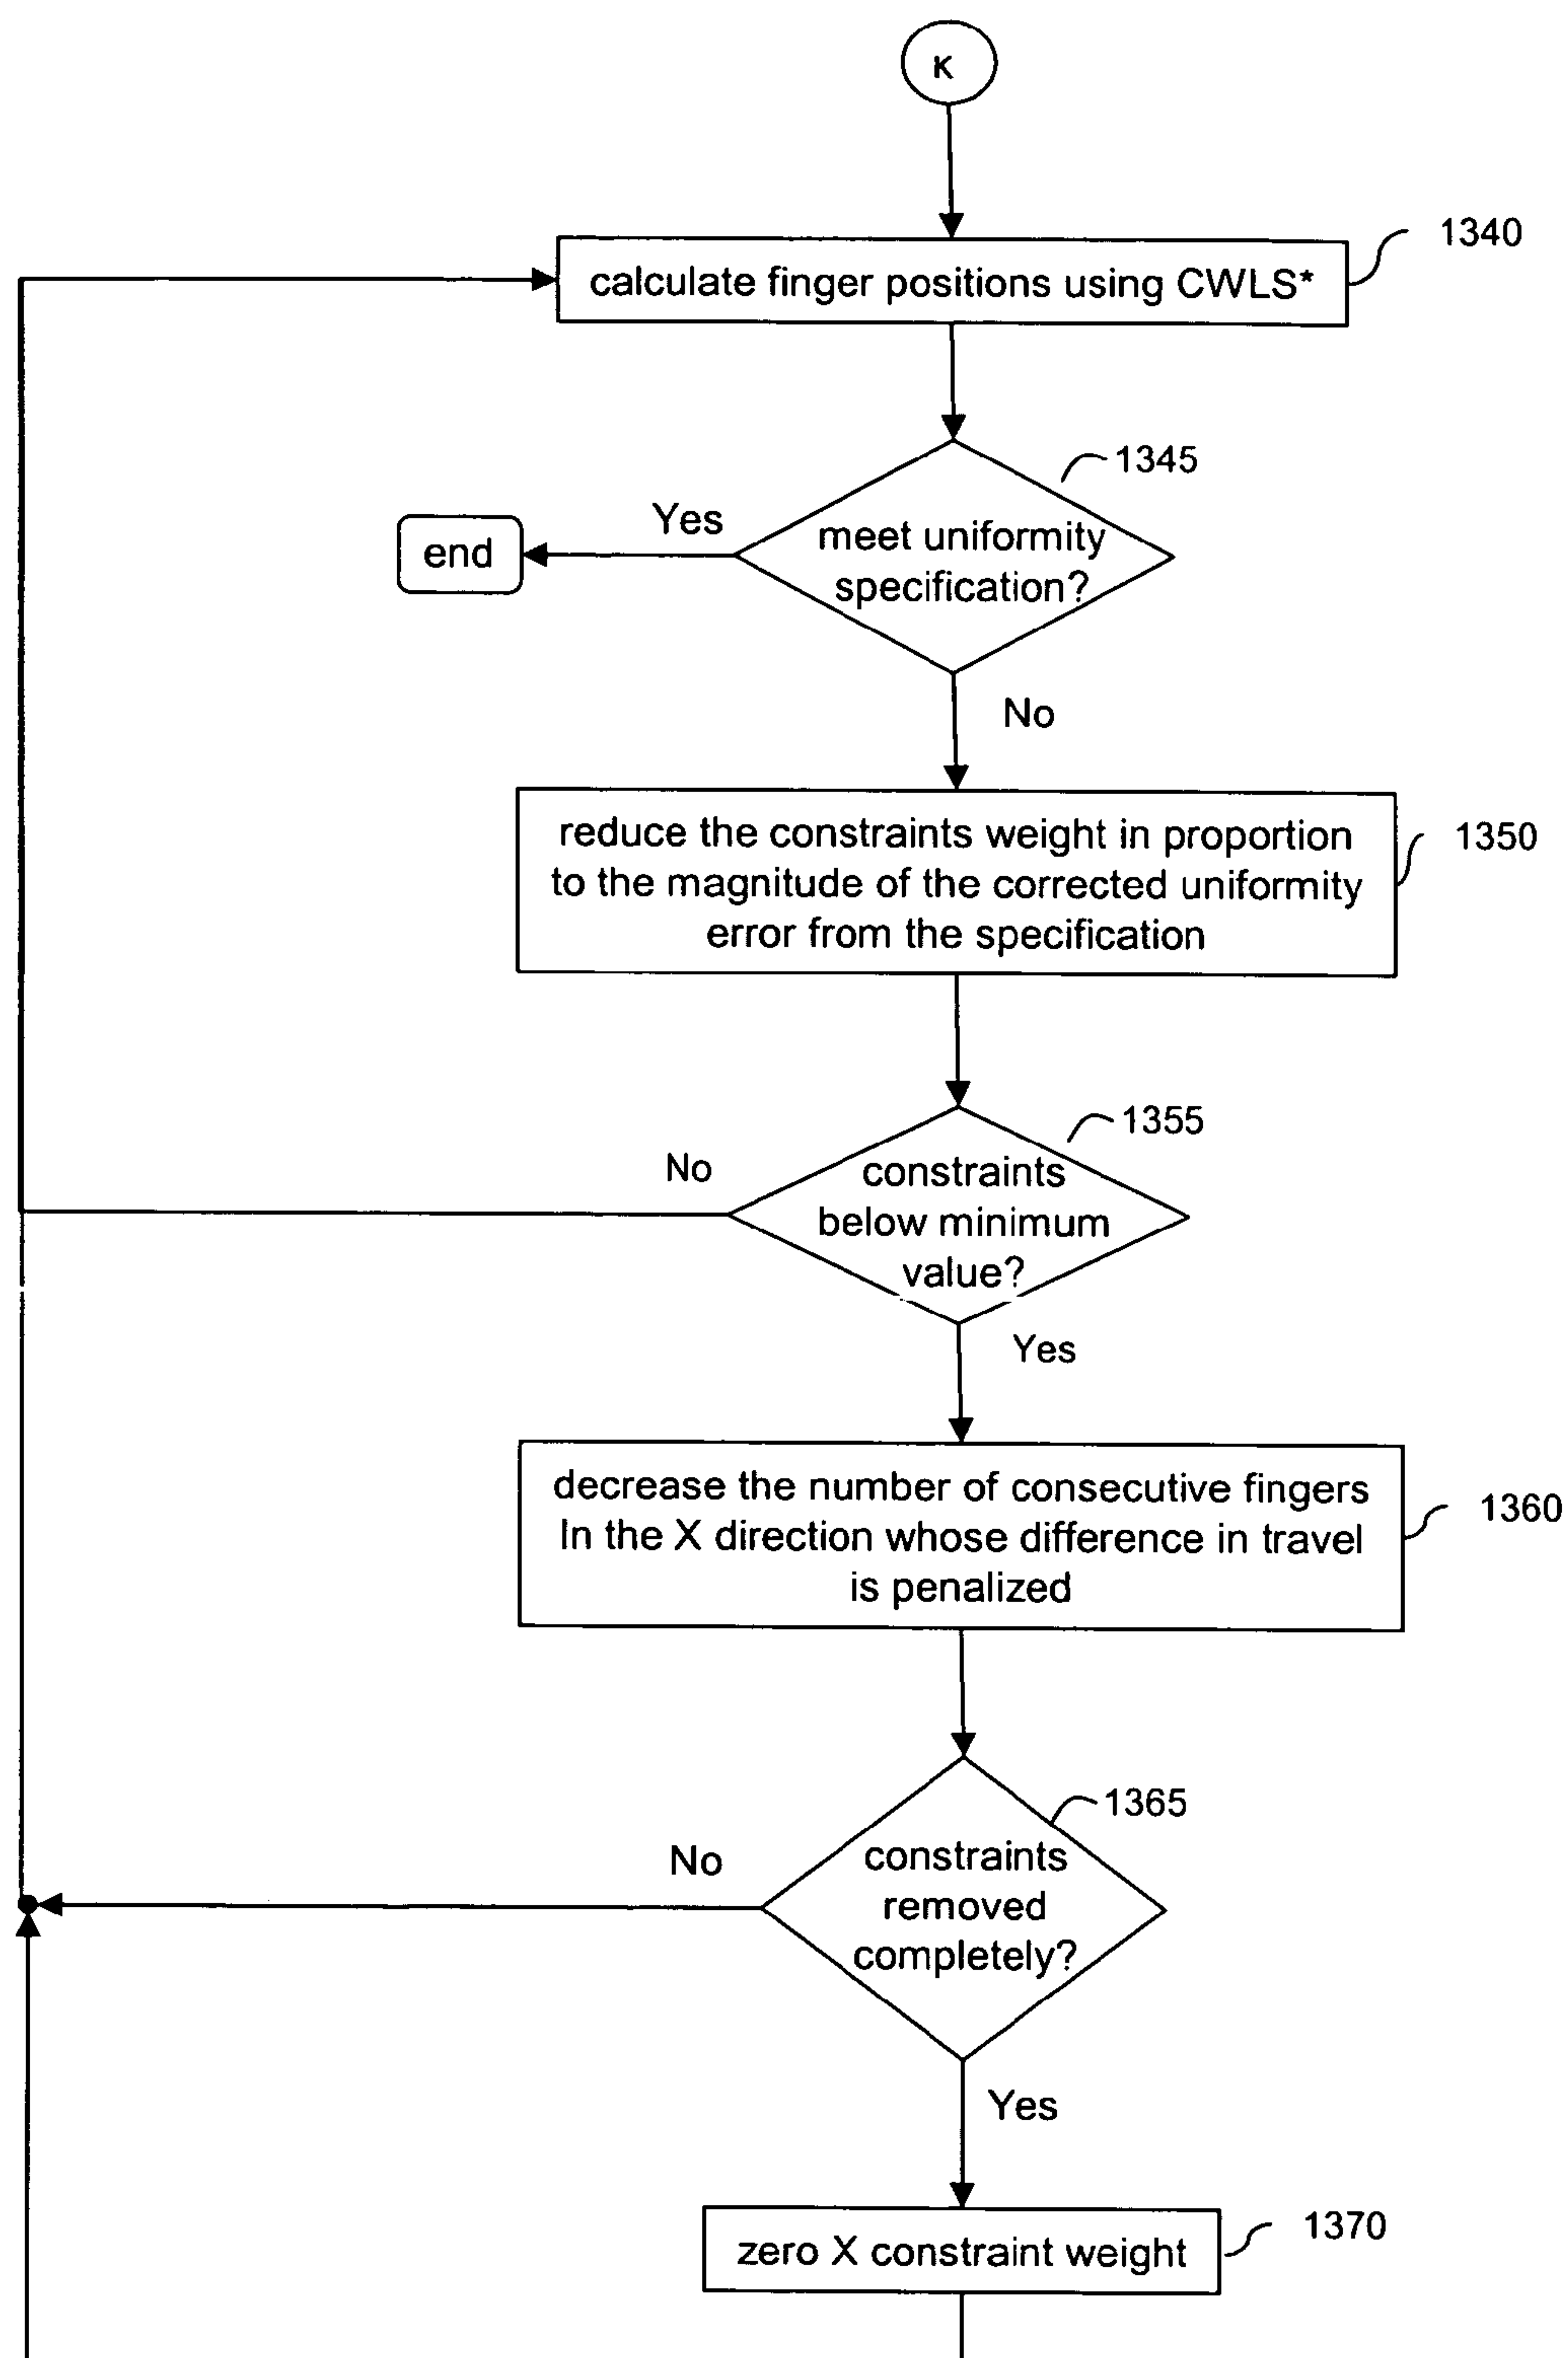 K
1340
calculate finger positions using CWLS*
1345
Yes
end
meet uniformity
specification?
No
reduce the constraints weight in proportion
to the magnitude of the corrected uniformity
error from the specification
1350
1355
No
constraints
below minimum
value?
Yes
decrease the number of consecutive fingers
In the X direction whose difference in travel
is penalized
1360
1365
No
constraints
removed
completely?
Yes
zero X constraint weight
1370